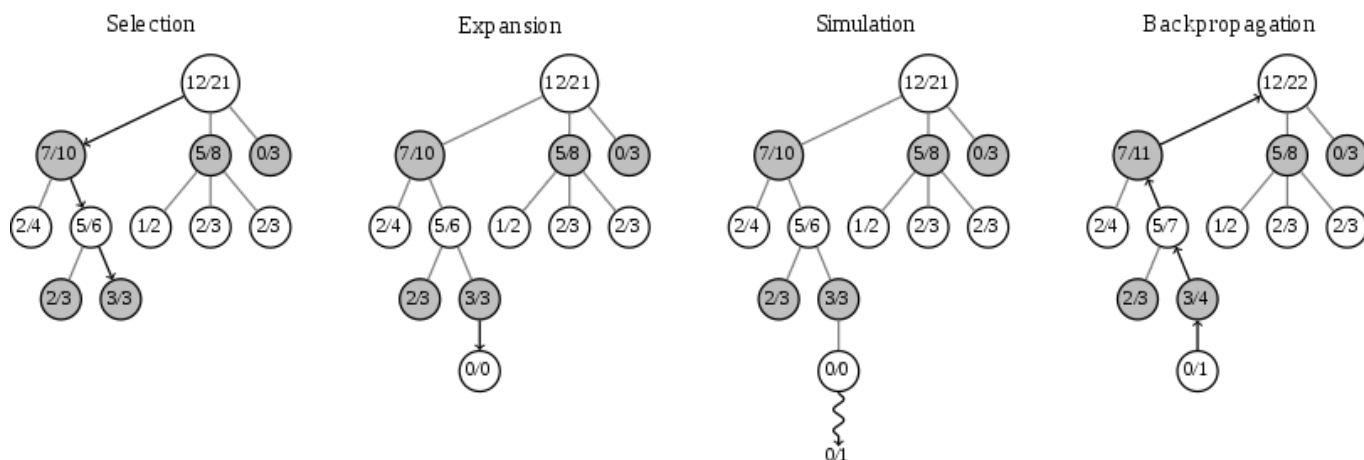 Selection Expansion Simulation Backpropagation
12/21 12/21 12/21 12/22
7/10 5/8 0/3 7/10 5/8 0/3 7/10 5/8 0/3 7/11 5/8 0/3
2/4 5/6 1/2 2/3 2/3 2/4 5/6 1/2 2/3 2/3 2/4 5/6 1/2 2/3 2/3 2/4 5/7 1/2 2/3 2/3
2/3 3/3 2/3 3/3 2/3 3/3 2/3 3/4
0/0 0/0 0/1
0/1